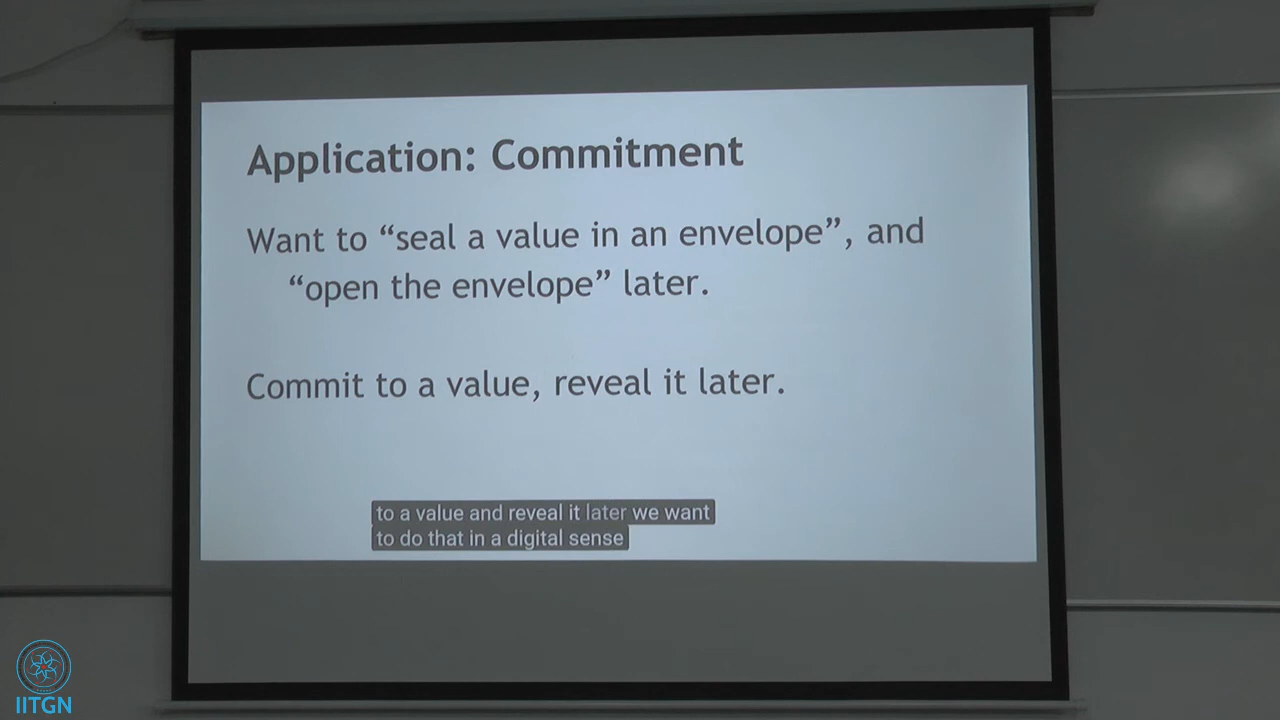 Application: Commitment
Want to “seal a value in an envelope”, and
“open the envelope” later.
Commit to a value, reveal it later.
to a value and reveal it later we want
to do that in a digital sense
IITGN